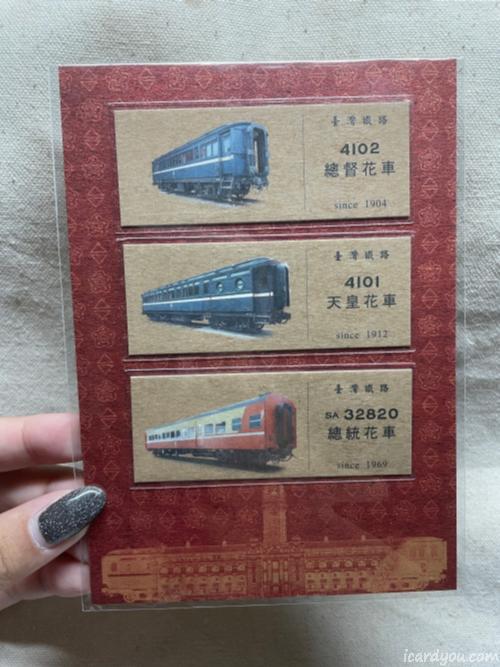 臺灣鐵路
4102
總督花車
since 1904
臺灣鐵路
4101
天皇花車
since 1912
臺灣鐵路
SA 32820
總統花車
since 1969
icardyou.com